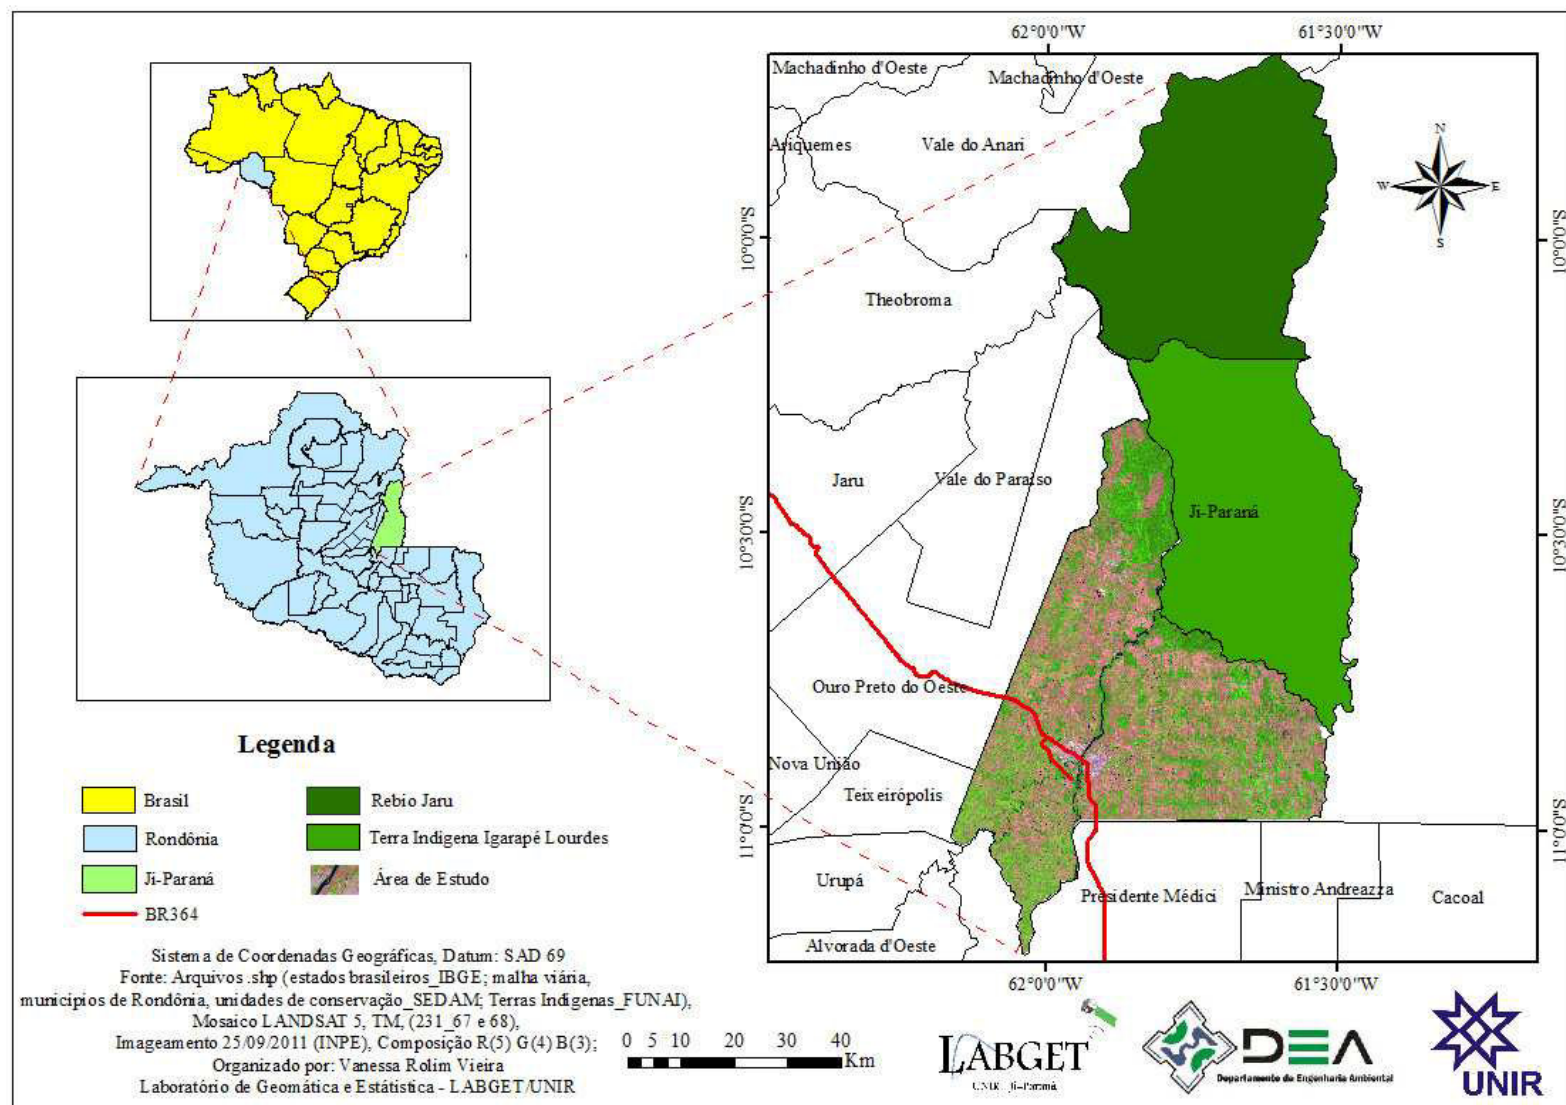 62°0'0"W
61°30'0"W
Machadinho d'Oeste
Machadinho d'Oeste
Ariquemes
Vale do Anari
N
W
E
S
10°0'0"S
10°0'0"S
Theobroma
Jaru
Vale do Paraíso
Ji-Paraná
10°30'0"S
10°30'0"S
Ouro Preto do Oeste
Nova União
Teixeirópolis
11°0'0"S
11°0'0"S
Urupá
Presidente Médici
Ministro Andreazza
Cacoal
Alvorada d'Oeste
62°0'0"W
61°30'0"W
Legenda
Brasil
Rebio Jaru
Rondônia
Terra Indígena Igarapé Lourdes
Ji-Paraná
Área de Estudo
BR364
Sistema de Coordenadas Geográficas, Datum: SAD 69
Fonte: Arquivos .shp (estados brasileiros_IBGE; malha viária,
municipios de Rondônia, unidades de conservação_SEDAM; Terras Indígenas_FUNAI),
Mosaico LANDSAT 5, TM, (231_67 e 68),
Imageamento 25/09/2011 (INPE), Composição R(5) G(4) B(3);
Organizado por: Vanessa Rolim Vieira
Laboratório de Geomática e Estátistica - LABGET/UNIR
0 5 10 20 30 40
Km
LABGET
UNIR Ji-Paraná
DEA
Departamento de Engenharia Ambiental
UNIR